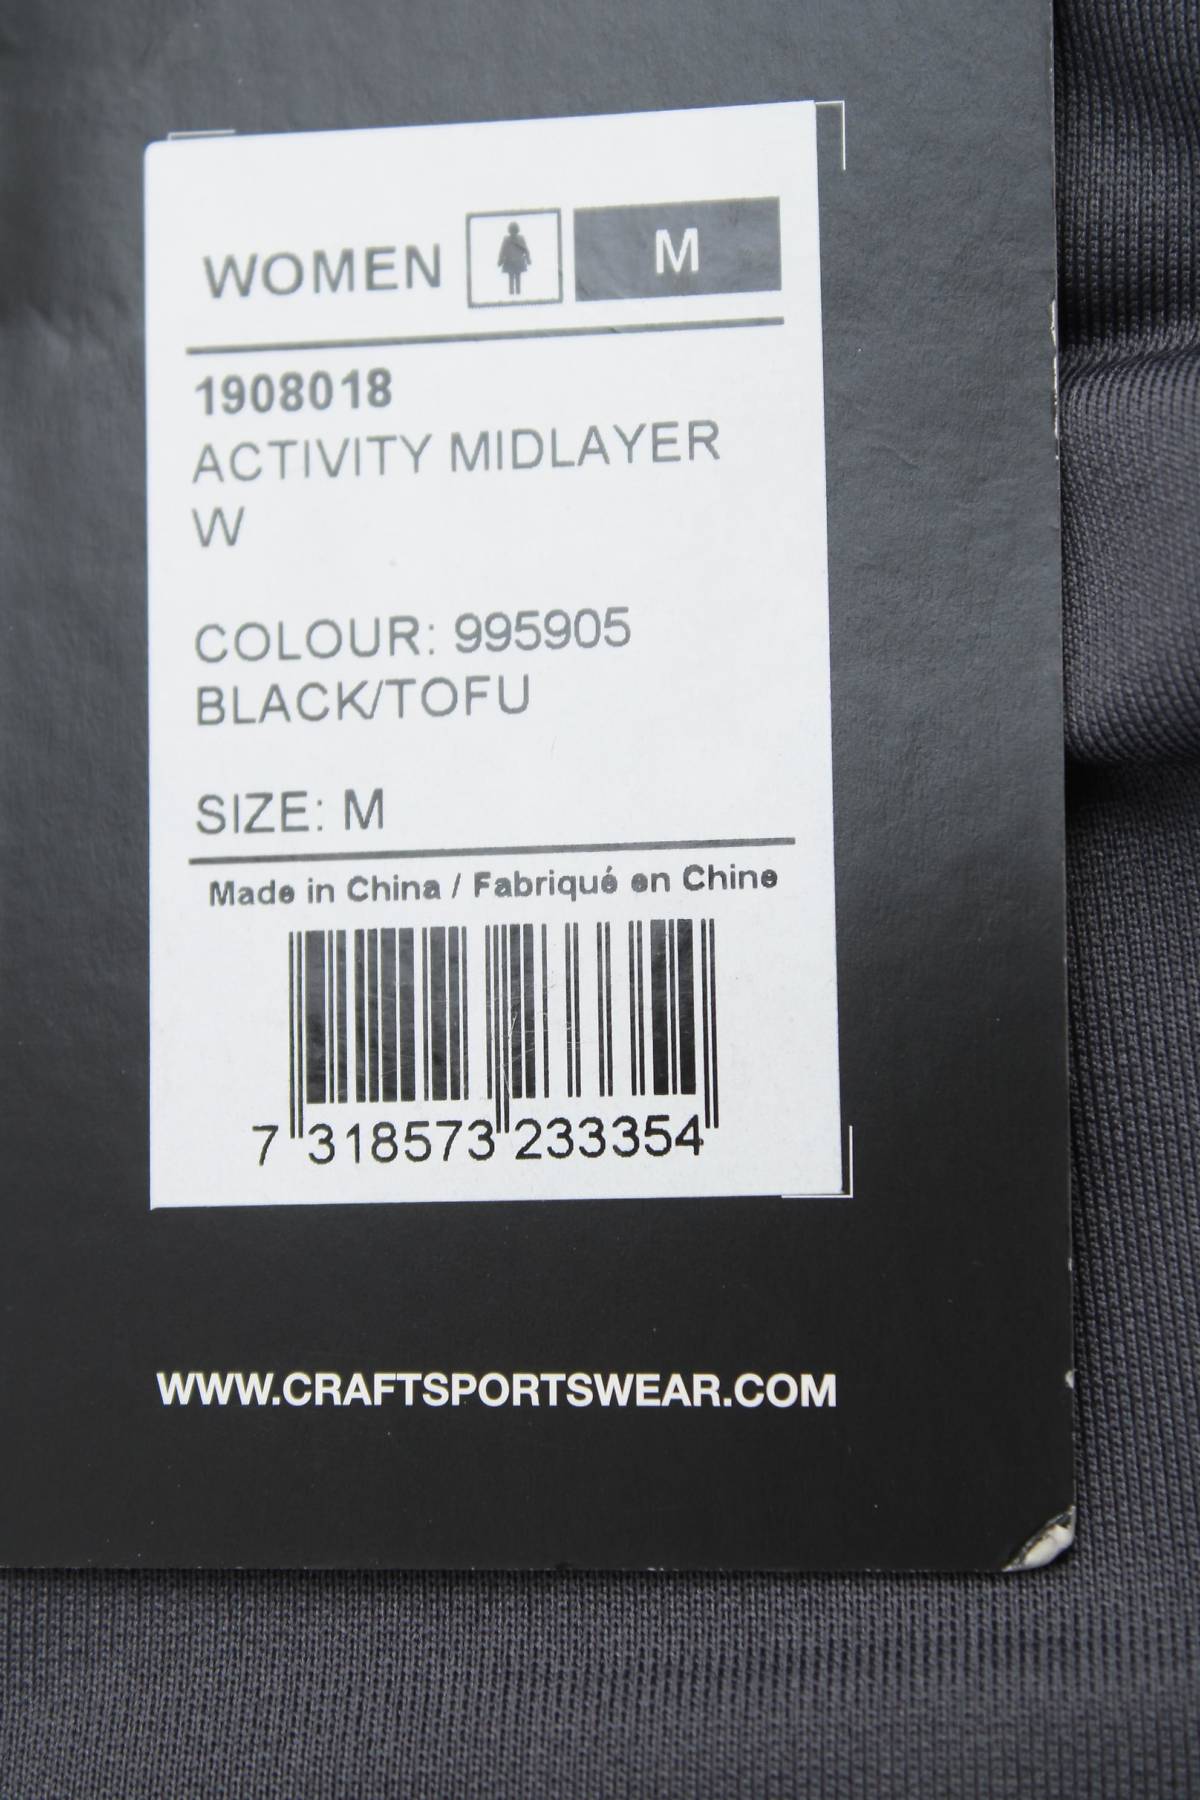 WOMEN M
1908018
ACTIVITY MIDLAYER
W
COLOUR: 995905
BLACK/TOFU
SIZE: M
Made in China / Fabriqué en Chine
7 318573 233354
WWW.CRAFTSPORTSWEAR.COM